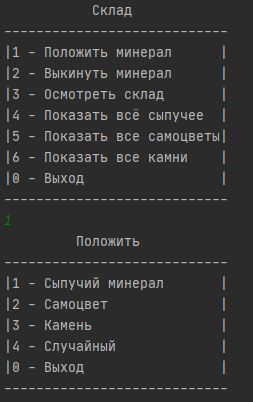 Склад
----------------------------
|1 - Положить минерал      |
|2 - Выкинуть минерал      |
|3 - Осмотреть склад       |
|4 - Показать всё сыпучее  |
|5 - Показать все самоцветы|
|6 - Показать все камни    |
|0 - Выход                 |
----------------------------
1
Положить
----------------------------
|1 - Сыпучий минерал       |
|2 - Самоцвет              |
|3 - Камень                |
|4 - Случайный             |
|0 - Выход                 |
----------------------------